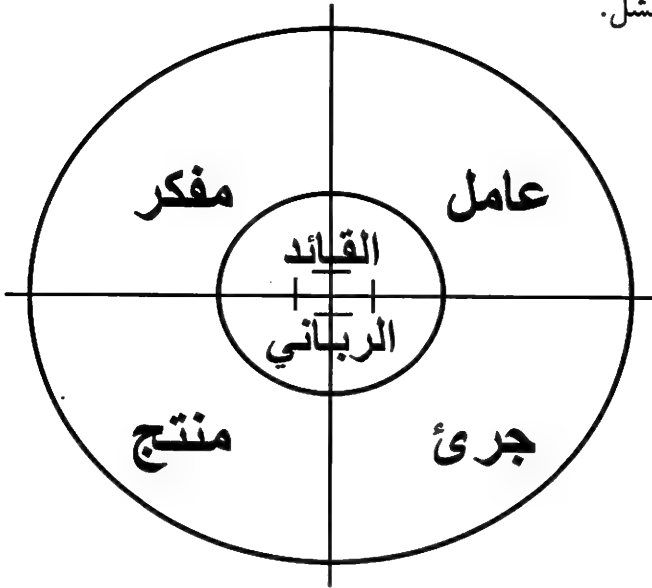 عامل
مفكر
القائد
الرباني
جرئ
منتج